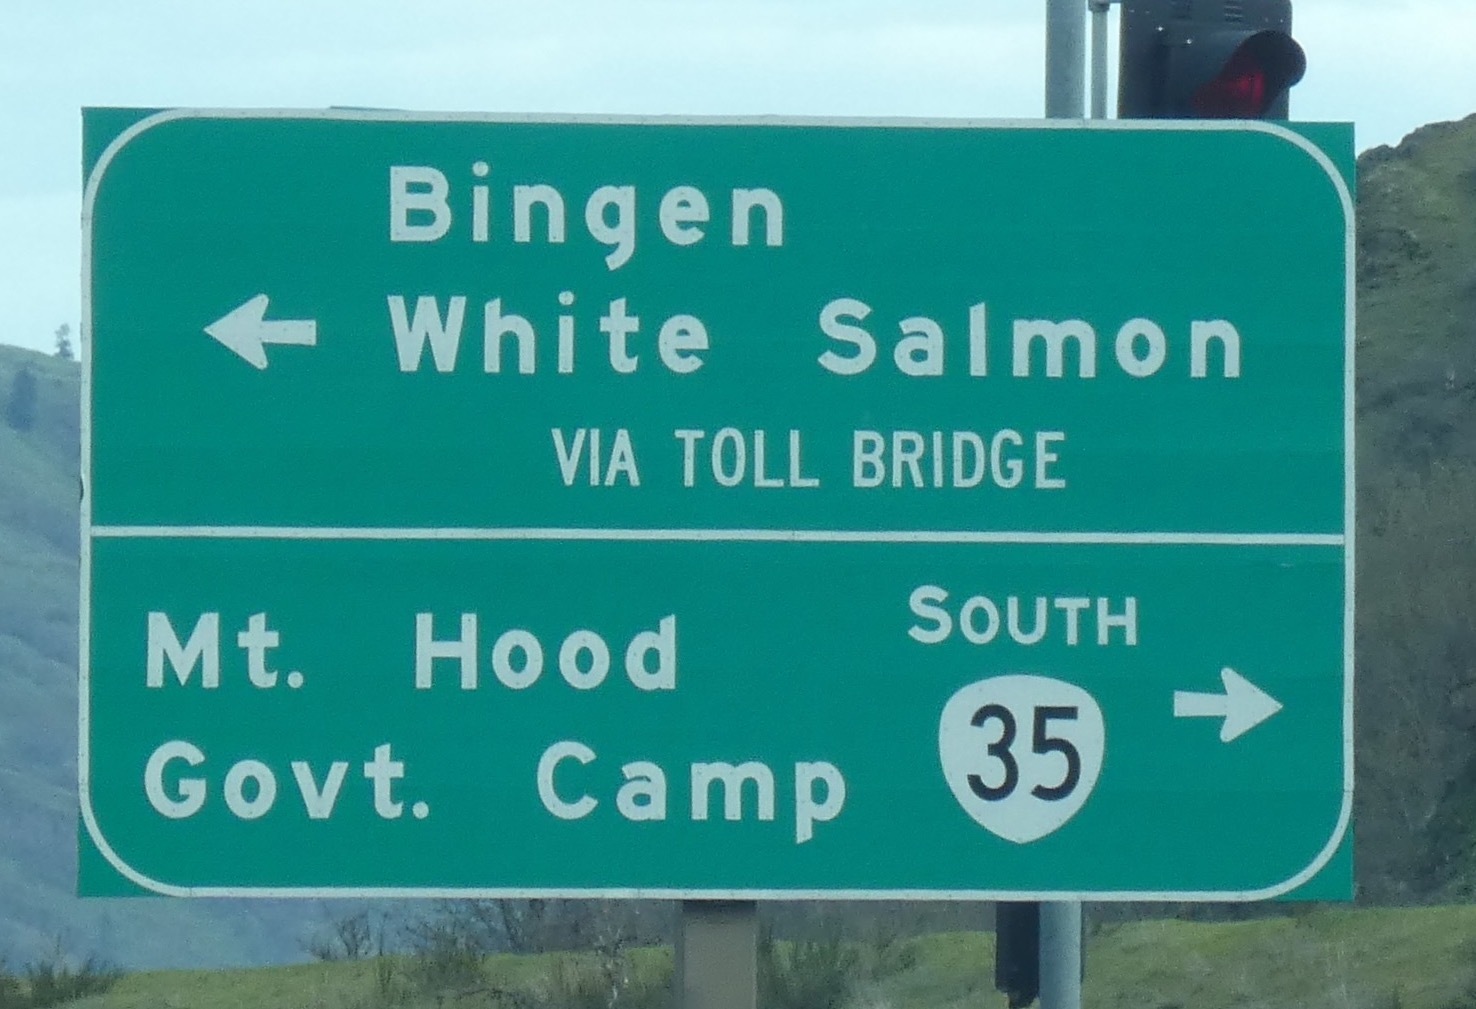 Bingen
White Salmon
VIA TOLL BRIDGE
Mt. Hood
Govt. Camp
SOUTH
35